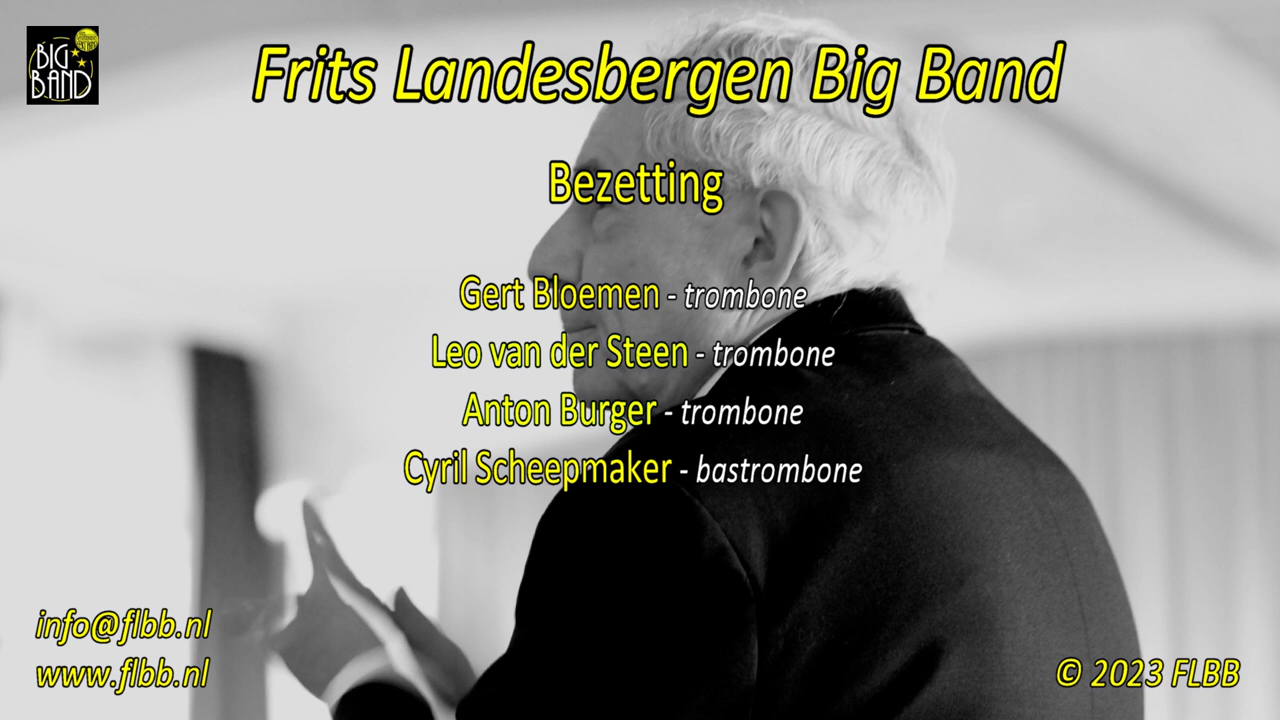 BIG
BAND
Frits Landesbergen Big Band
Bezetting
Gert Bloemen - trombone
Leo van der Steen - trombone
Anton Burger - trombone
Cyril Scheepmaker - bastrombone
info@flbb.nl
www.flbb.nl
© 2023 FLBB